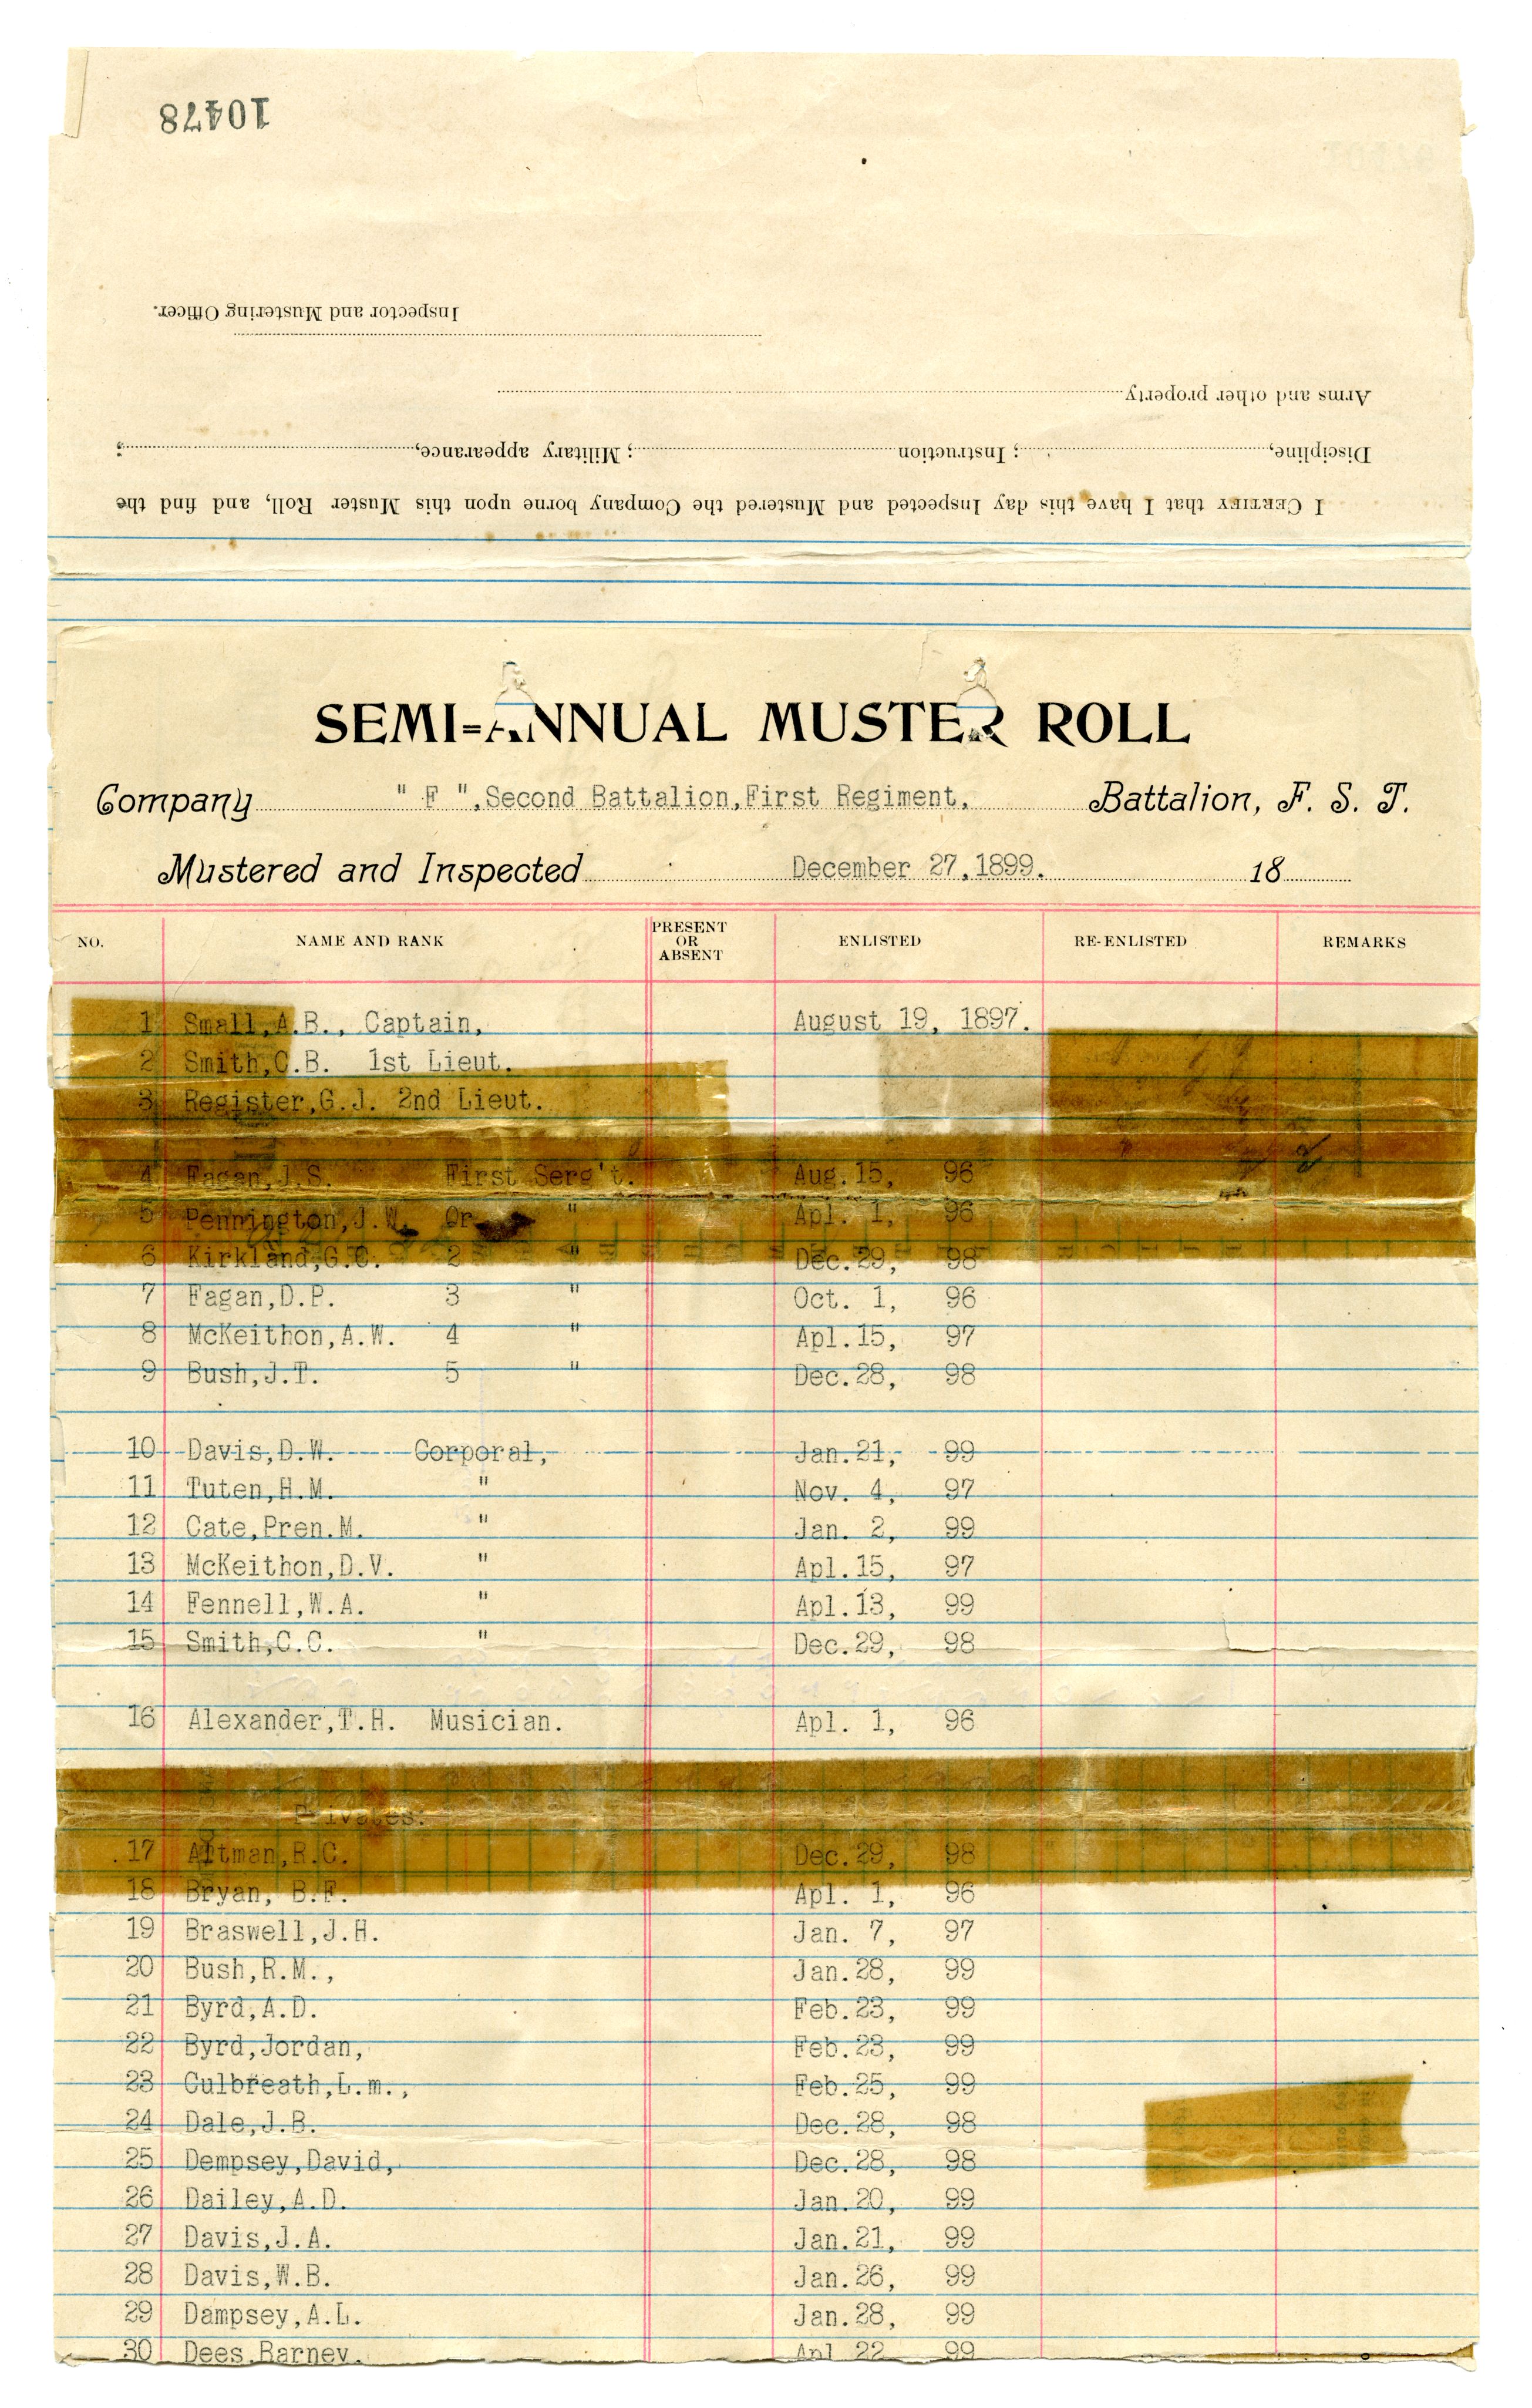 10478
Inspector and Mustering Officer.
Arms and other property
Discipline, ; Instruction ; Military appearance, ;
I CERTIFY that I have this day Inspected and Mustered the Company borne upon this Muster Roll, and find the
SEMI=ANNUAL MUSTER ROLL
Company " F ",Second Battalion,First Regiment, Battalion, F. S. T.
Mustered and Inspected December 27,1899. 18
NO. NAME AND RANK PRESENT OR ABSENT ENLISTED RE-ENLISTED REMARKS
1 Small,A.B., Captain, August 19, 1897.
2 Smith,C.B. 1st Lieut.
3 Register,G.J. 2nd Lieut.
4 Fagan,J.S. First Serg't. Aug.15, 96
5 Pennington,J.W. Or " Apl. 1, 96
6 Kirkland,G.C. 2 " Dec.29, 98
7 Fagan,D.P. 3 " Oct. 1, 96
8 McKeithon,A.W. 4 " Apl.15, 97
9 Bush,J.T. 5 " Dec.28, 98
10 Davis,D.W. Corporal, Jan.21, 99
11 Tuten,H.M. " Nov. 4, 97
12 Cate,Pren.M. " Jan. 2, 99
13 McKeithon,D.V. " Apl.15, 97
14 Fennell,W.A. " Apl.13, 99
15 Smith,C.C. " Dec.29, 98
16 Alexander,T.H. Musician. Apl. 1, 96
Privates.
17 Altman,R.C. Dec.29, 98
18 Bryan, B.F. Apl. 1, 96
19 Braswell,J.H. Jan. 7, 97
20 Bush,R.M., Jan.28, 99
21 Byrd,A.D. Feb.23, 99
22 Byrd,Jordan, Feb.23, 99
23 Culbreath,L.m., Feb.25, 99
24 Dale,J.B. Dec.28, 98
25 Dempsey,David, Dec.28, 98
26 Dailey,A.D. Jan.20, 99
27 Davis,J.A. Jan.21, 99
28 Davis,W.B. Jan.26, 99
29 Dampsey,A.L. Jan.28, 99
30 Dees,Barney. Apl 22 99